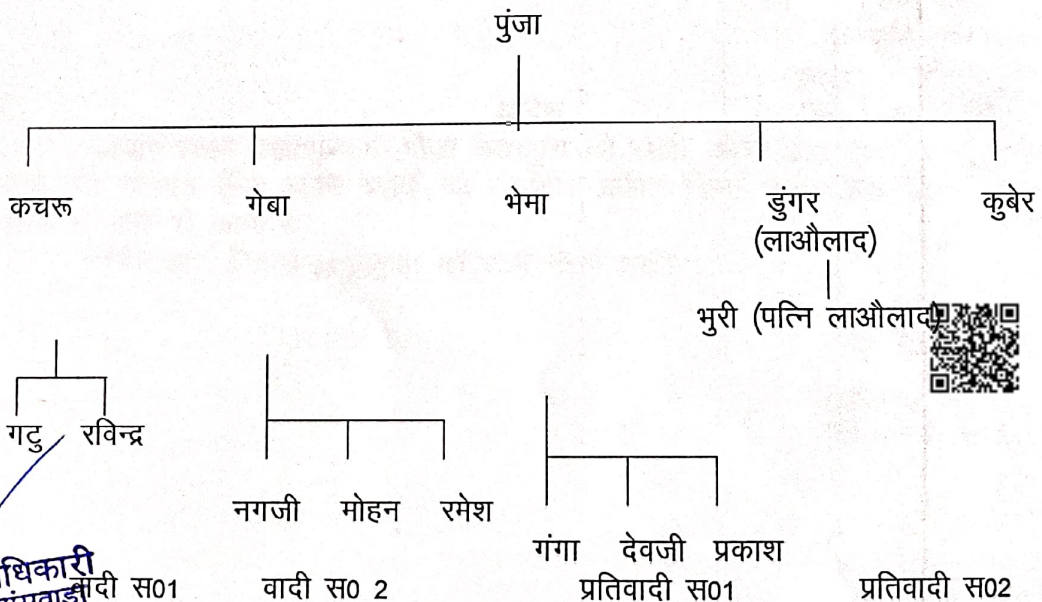 पुंजा
कचरू गेबा भेमा डुंगर कुबेर
(लाऔलाद)
भुरी (पत्नि लाऔलाद)
गटु रविन्द्र
नगजी मोहन रमेश
गंगा देवजी प्रकाश
वादी स01 वादी स0 2 प्रतिवादी स01 प्रतिवादी स02